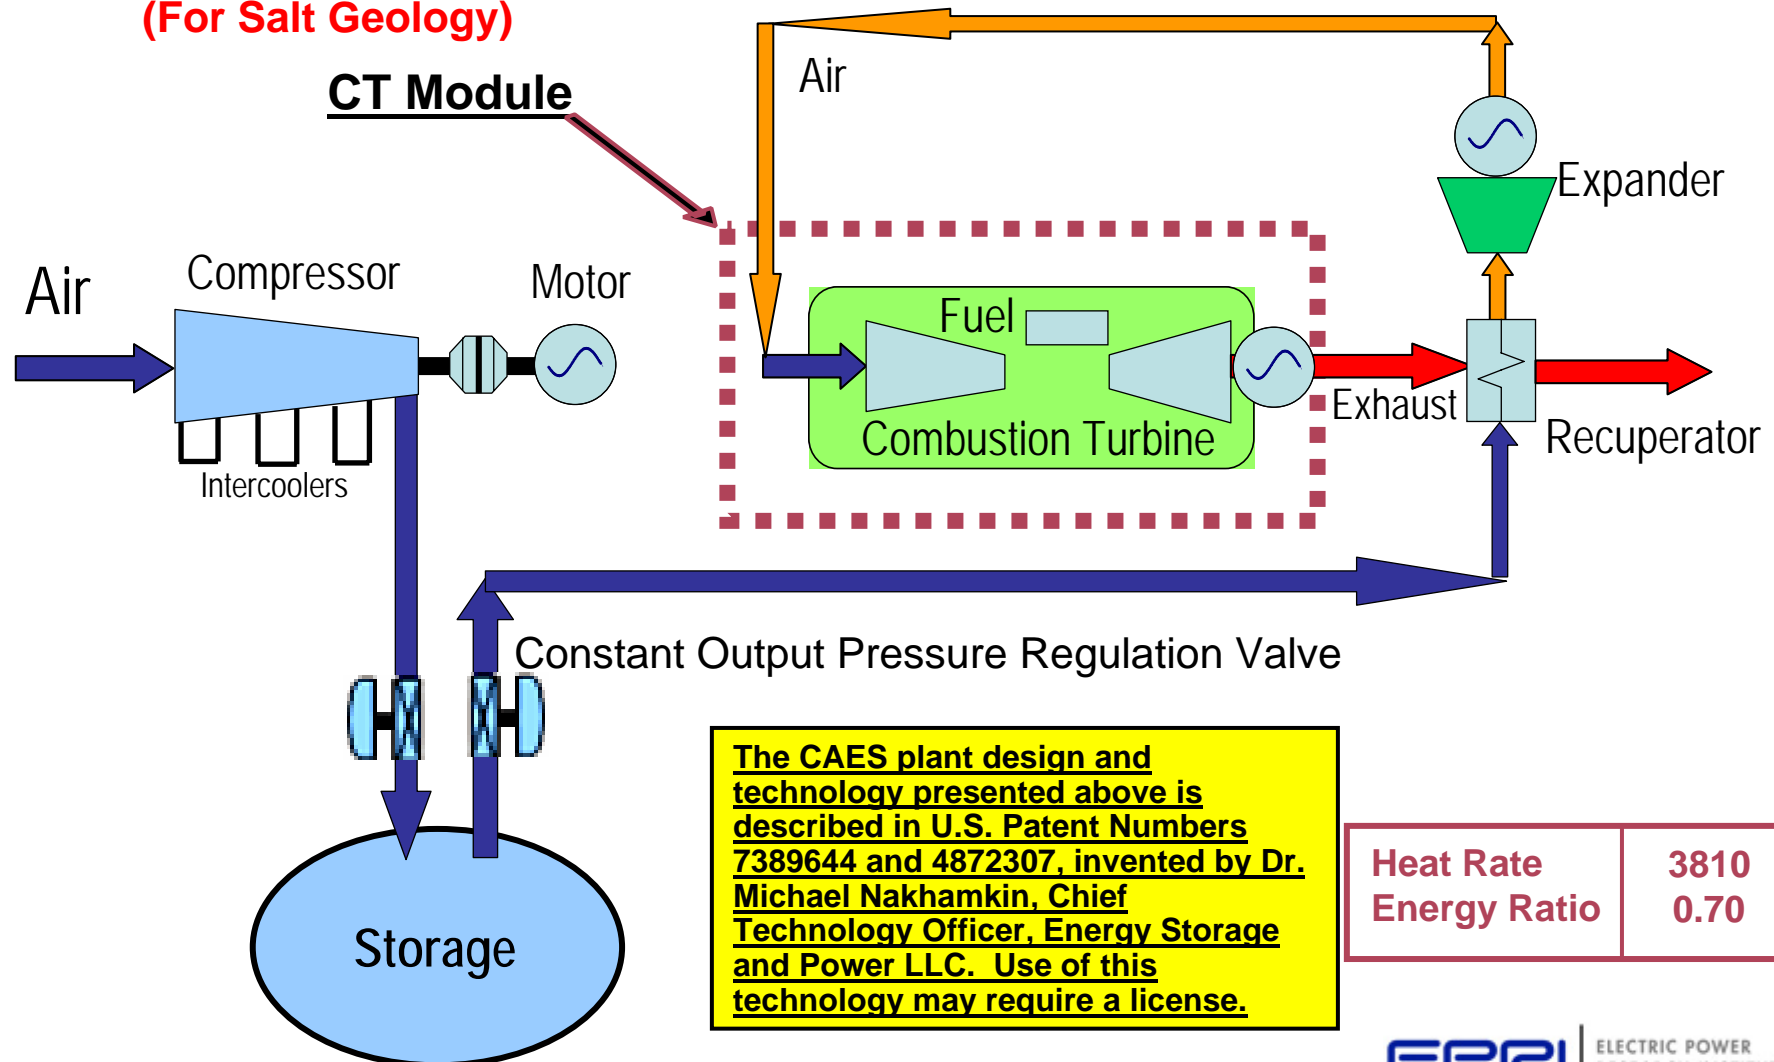 (For Salt Geology)
CT Module
Air
Expander
Air
Compressor
Motor
Fuel
Combustion Turbine
Exhaust
Recuperator
Intercoolers
Constant Output Pressure Regulation Valve
Storage
The CAES plant design and
technology presented above is
described in U.S. Patent Numbers
7389644 and 4872307, invented by Dr.
Michael Nakhamkin, Chief
Technology Officer, Energy Storage
and Power LLC. Use of this
technology may require a license.
Heat Rate 3810
Energy Ratio 0.70
EPRI
ELECTRIC POWER